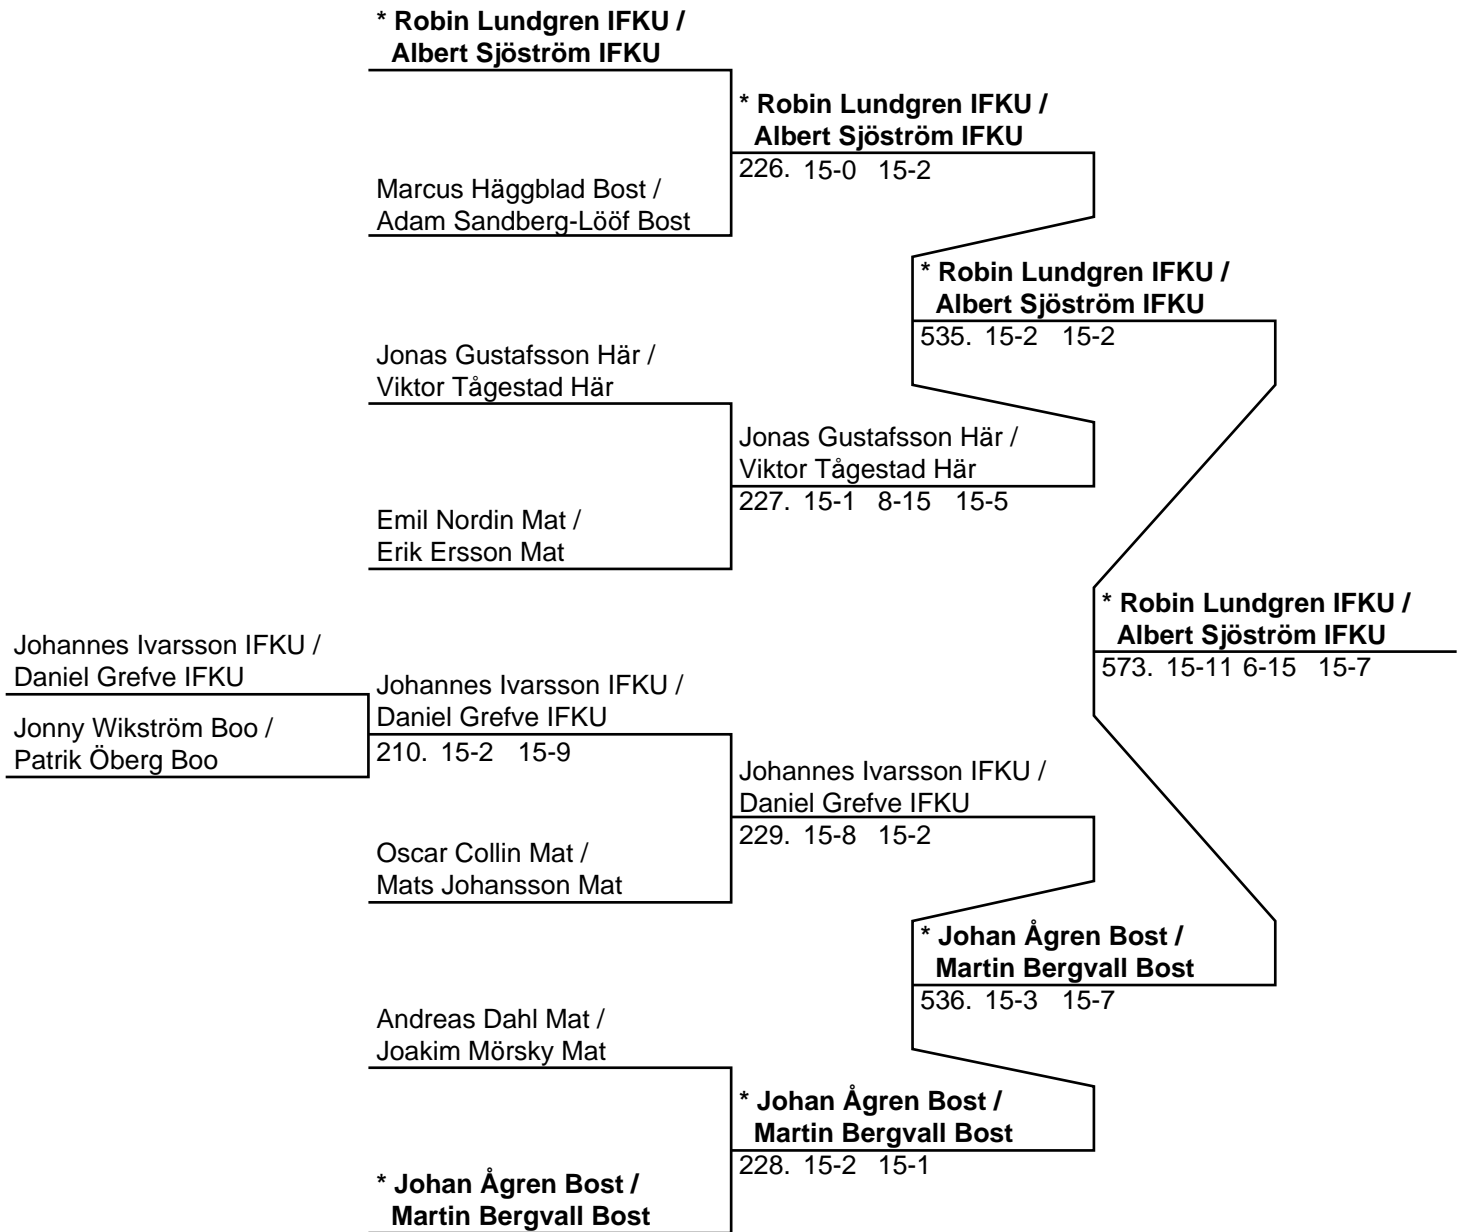 * Robin Lundgren IFKU /
Albert Sjöström IFKU
* Robin Lundgren IFKU /
Albert Sjöström IFKU
226. 15-0 15-2
Marcus Häggblad Bost /
Adam Sandberg-Lööf Bost
* Robin Lundgren IFKU /
Albert Sjöström IFKU
535. 15-2 15-2
Jonas Gustafsson Här /
Viktor Tågestad Här
Jonas Gustafsson Här /
Viktor Tågestad Här
227. 15-1 8-15 15-5
Emil Nordin Mat /
Erik Ersson Mat
* Robin Lundgren IFKU /
Albert Sjöström IFKU
573. 15-11 6-15 15-7
Johannes Ivarsson IFKU /
Daniel Grefve IFKU
Johannes Ivarsson IFKU /
Daniel Grefve IFKU
210. 15-2 15-9
Jonny Wikström Boo /
Patrik Öberg Boo
Johannes Ivarsson IFKU /
Daniel Grefve IFKU
229. 15-8 15-2
Oscar Collin Mat /
Mats Johansson Mat
* Johan Ågren Bost /
Martin Bergvall Bost
536. 15-3 15-7
Andreas Dahl Mat /
Joakim Mörsky Mat
* Johan Ågren Bost /
Martin Bergvall Bost
228. 15-2 15-1
* Johan Ågren Bost /
Martin Bergvall Bost